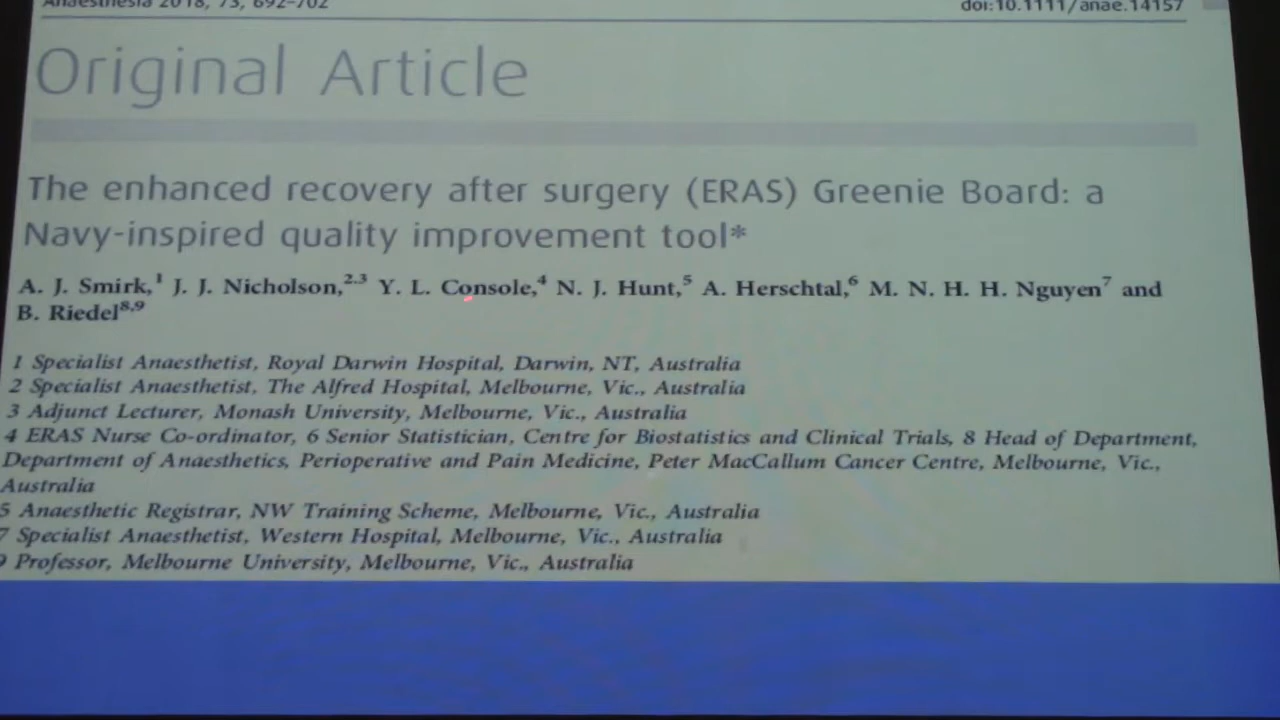 Anaesthesia 2018, 73, 692–702 doi:10.1111/anae.14157
Original Article
The enhanced recovery after surgery (ERAS) Greenie Board: a
Navy-inspired quality improvement tool*
A. J. Smirk,1 J. J. Nicholson,2,3 Y. L. Console,4 N. J. Hunt,5 A. Herschtal,6 M. N. H. H. Nguyen7 and
B. Riedel8,9
1 Specialist Anaesthetist, Royal Darwin Hospital, Darwin, NT, Australia
2 Specialist Anaesthetist, The Alfred Hospital, Melbourne, Vic., Australia
3 Adjunct Lecturer, Monash University, Melbourne, Vic., Australia
4 ERAS Nurse Co-ordinator, 6 Senior Statistician, Centre for Biostatistics and Clinical Trials, 8 Head of Department,
Department of Anaesthetics, Perioperative and Pain Medicine, Peter MacCallum Cancer Centre, Melbourne, Vic.,
Australia
5 Anaesthetic Registrar, NW Training Scheme, Melbourne, Vic., Australia
7 Specialist Anaesthetist, Western Hospital, Melbourne, Vic., Australia
9 Professor, Melbourne University, Melbourne, Vic., Australia